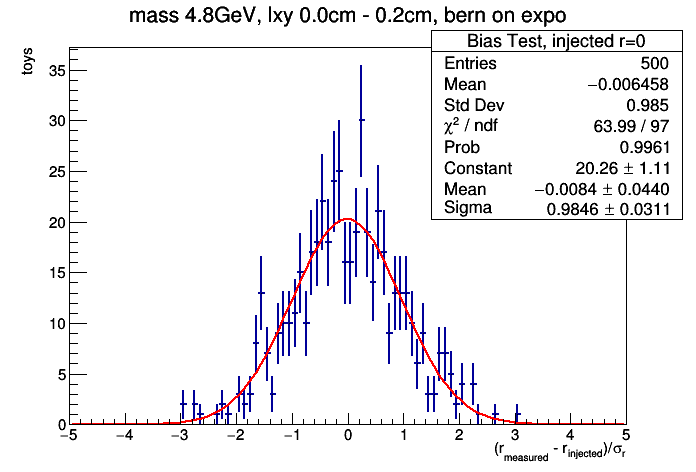 mass 4.8GeV, lxy 0.0cm - 0.2cm, bern on expo
Bias Test, injected r=0
Entries 500
Mean −0.006458
Std Dev 0.985
χ² / ndf 63.99 / 97
Prob 0.9961
Constant 20.26 ± 1.11
Mean −0.0084 ± 0.0440
Sigma 0.9846 ± 0.0311
toys
35
30
25
20
15
10
5
0
−5 −4 −3 −2 −1 0 1 2 3 4 5
(r_measured - r_injected)/σ_r